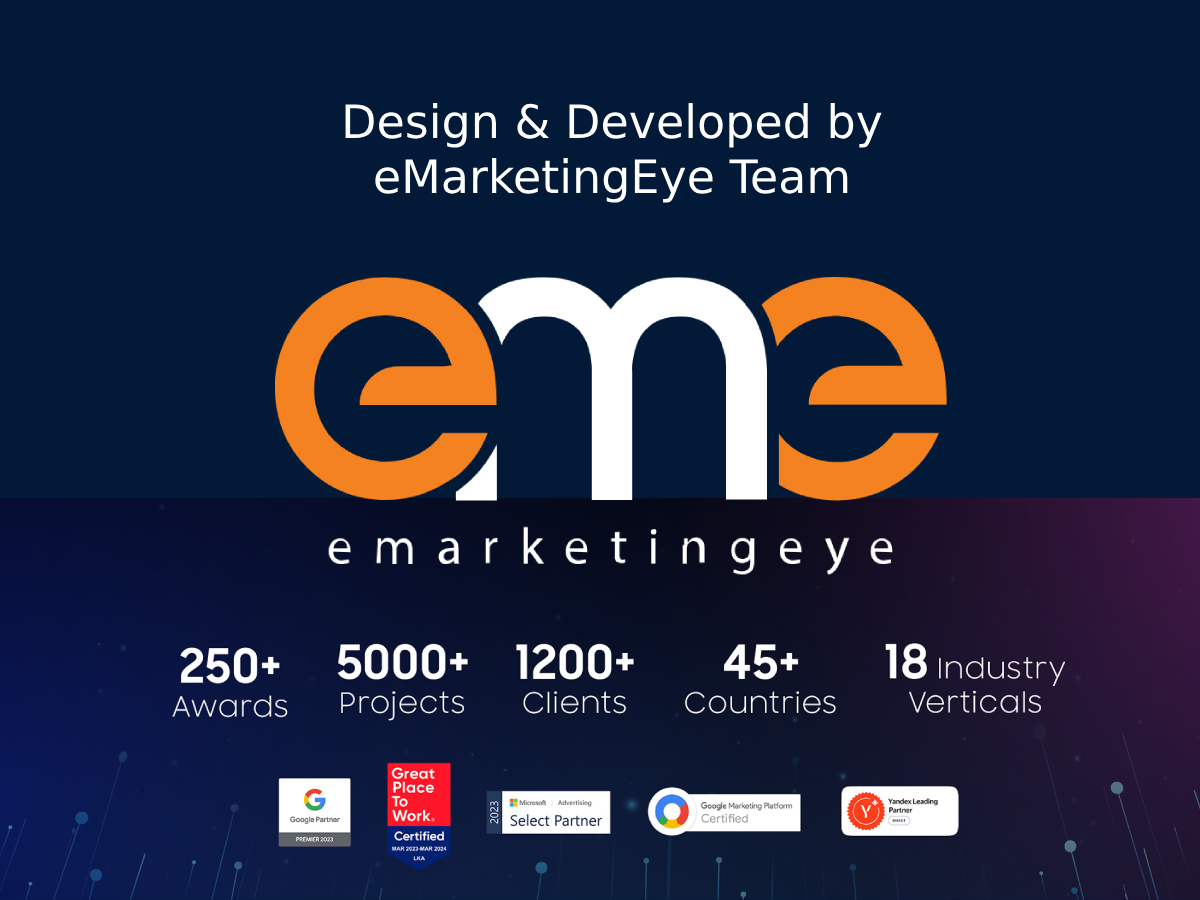 Design & Developed by
eMarketingEye Team
eme
emarketingeye
250+
Awards
5000+
Projects
1200+
Clients
45+
Countries
18 Industry
Verticals
Google Partner
PREMIER 2023
Great
Place
To
Work®
Certified
MAR 2023-MAR 2024
LKA
2023
Microsoft | Advertising
Select Partner
Google Marketing Platform
Certified
Y
Yandex Leading
Partner
DIRECT